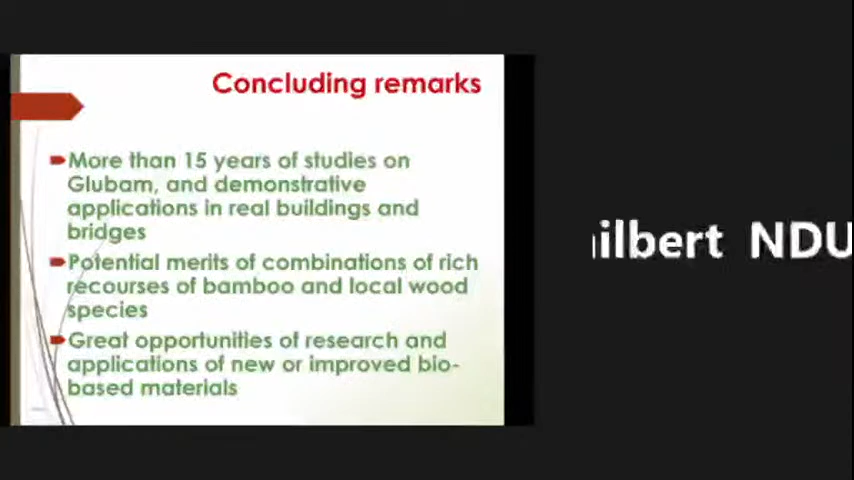 Concluding remarks
More than 15 years of studies on
Glubam, and demonstrative
applications in real buildings and
bridges
Potential merits of combinations of rich
recourses of bamboo and local wood
species
Great opportunities of research and
applications of new or improved bio-
based materials
ilbert NDU